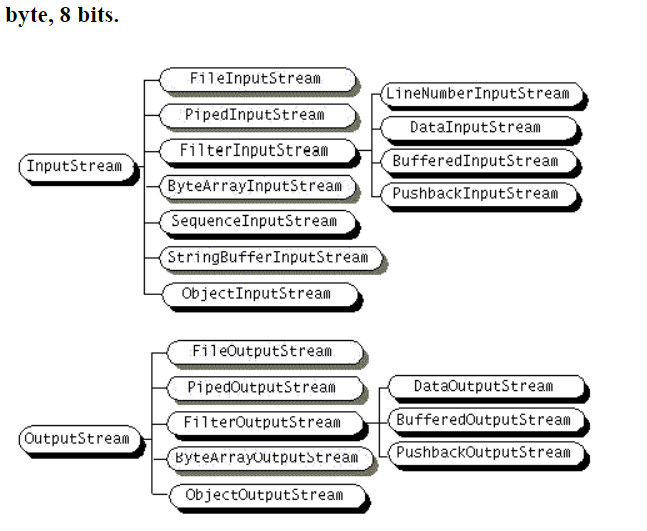 byte, 8 bits.
FileInputStream
PipedInputStream
FilterInputStream
ByteArrayInputStream
SequenceInputStream
StringBufferInputStream
ObjectInputStream
InputStream
LineNumberInputStream
DataInputStream
BufferedInputStream
PushbackInputStream
FileOutputStream
PipedOutputStream
FilterOutputStream
ByteArrayOutputStream
ObjectOutputStream
OutputStream
DataOutputStream
BufferedOutputStream
PushbackOutputStream